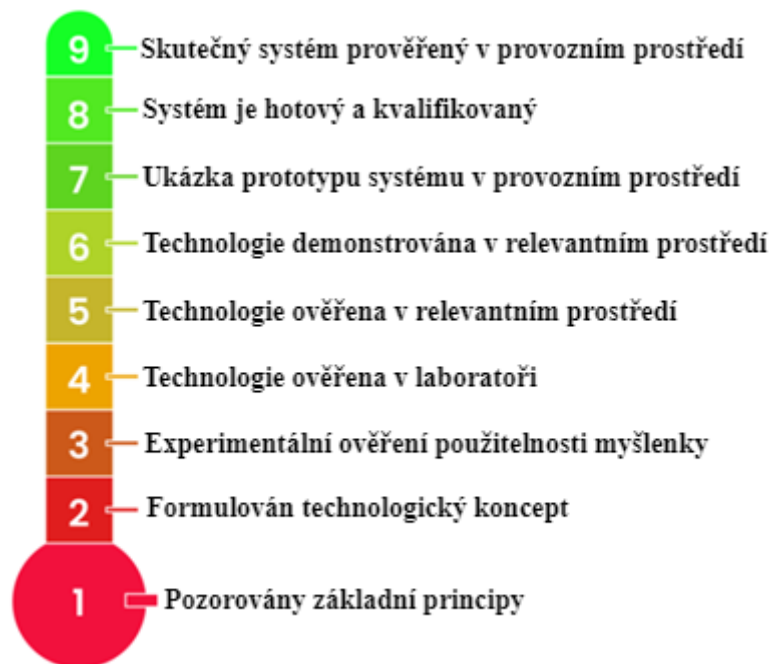 9 Skutečný systém prověřený v provozním prostředí
8 Systém je hotový a kvalifikovaný
7 Ukázka prototypu systému v provozním prostředí
6 Technologie demonstrována v relevantním prostředí
5 Technologie ověřena v relevantním prostředí
4 Technologie ověřena v laboratoři
3 Experimentální ověření použitelnosti myšlenky
2 Formulován technologický koncept
1 Pozorovány základní principy